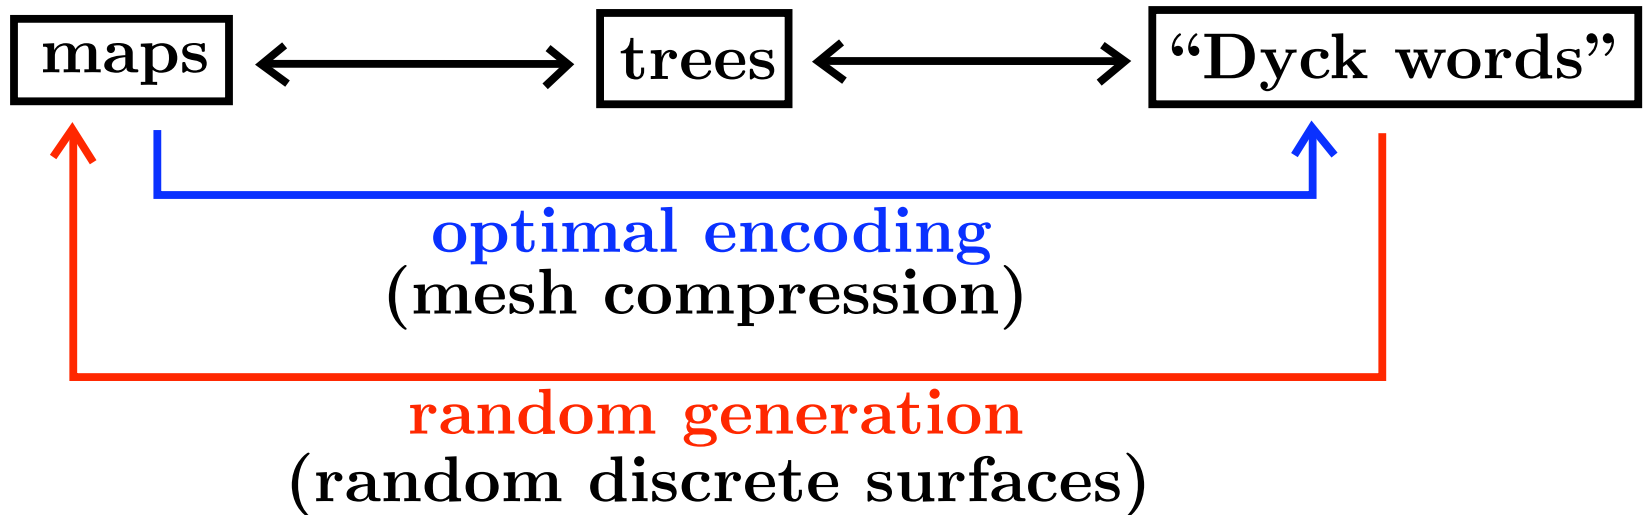 maps trees “Dyck words”
optimal encoding
(mesh compression)
random generation
(random discrete surfaces)